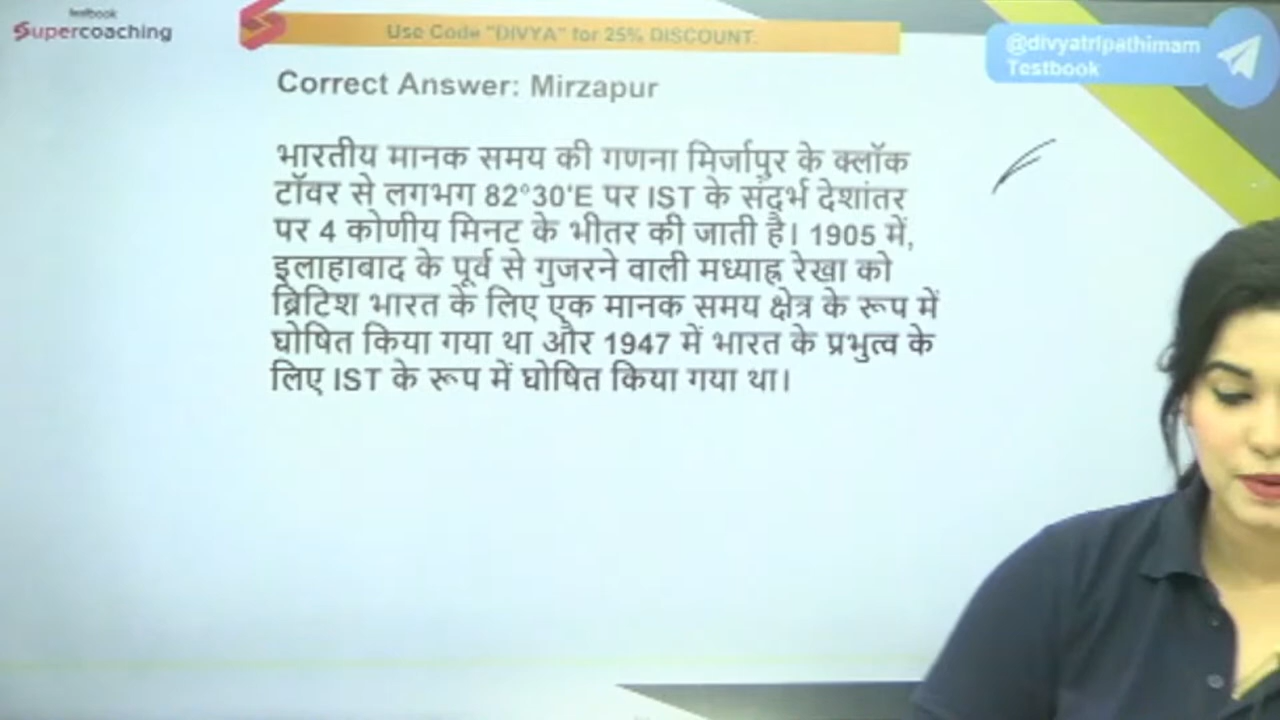 testbook
Supercoaching
Use Code "DIVYA" for 25% DISCOUNT.
@divyatripathimam
Testbook
Correct Answer: Mirzapur
भारतीय मानक समय की गणना मिर्जापुर के क्लॉक
टॉवर से लगभग 82°30'E पर IST के संदर्भ देशांतर
पर 4 कोणीय मिनट के भीतर की जाती है। 1905 में,
इलाहाबाद के पूर्व से गुजरने वाली मध्याह्न रेखा को
ब्रिटिश भारत के लिए एक मानक समय क्षेत्र के रूप में
घोषित किया गया था और 1947 में भारत के प्रभुत्व के
लिए IST के रूप में घोषित किया गया था।